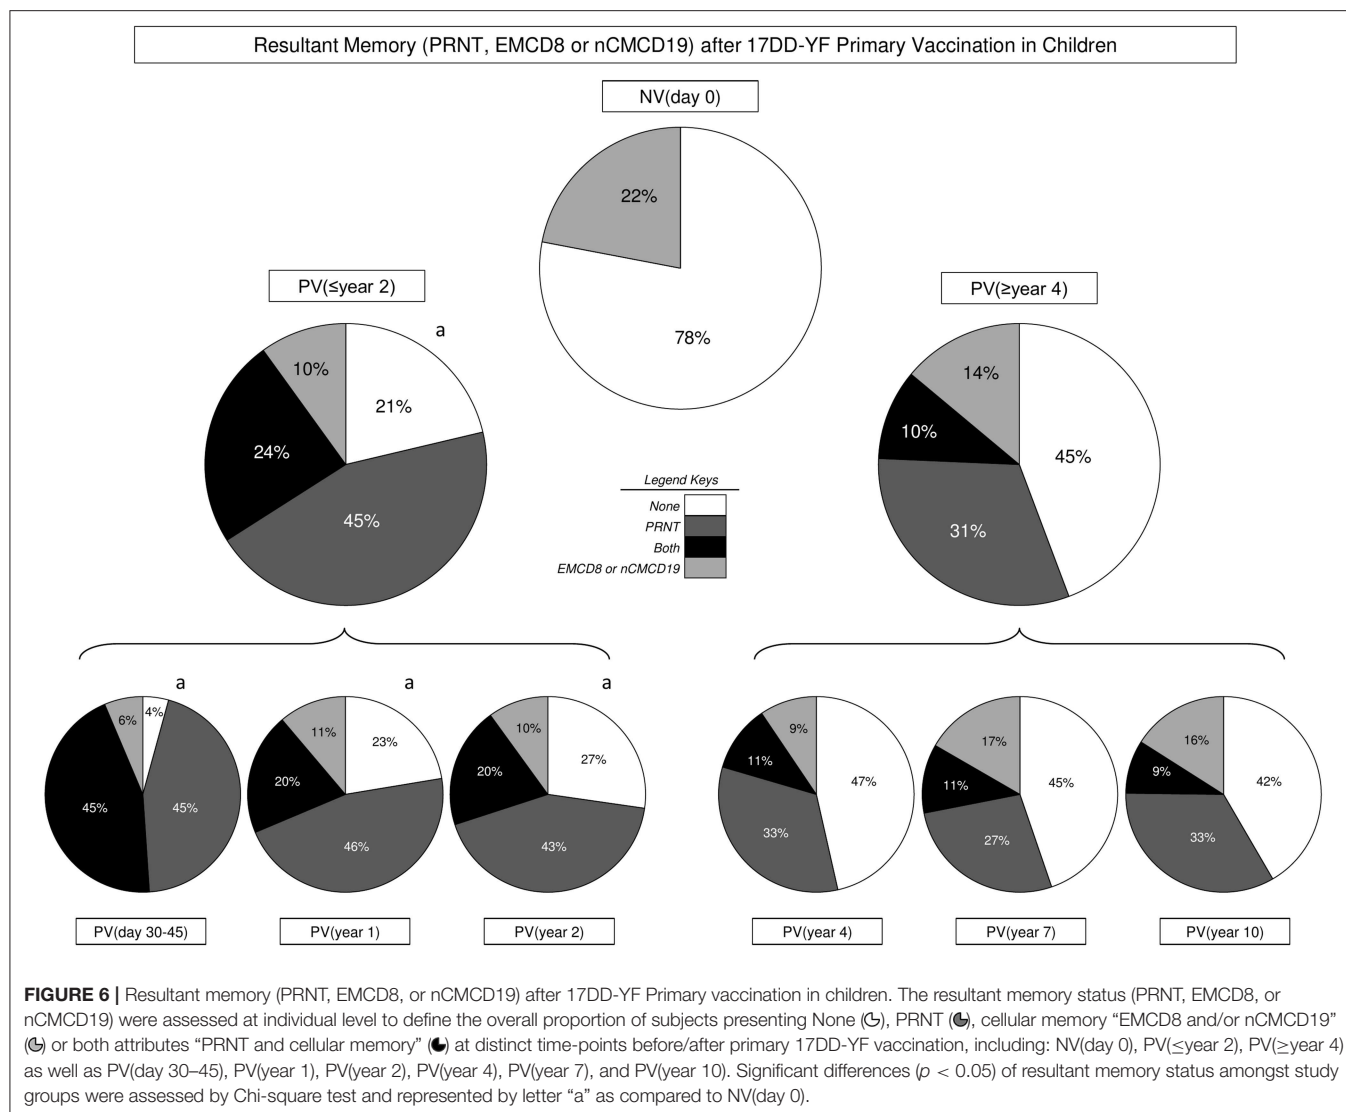 Resultant Memory (PRNT, EMCD8 or nCMCD19) after 17DD-YF Primary Vaccination in Children
NV(day 0)
22%
78%
PV(≤year 2)
a
10%
21%
24%
45%
PV(≥year 4)
14%
10%
45%
31%
Legend Keys
None
PRNT
Both
EMCD8 or nCMCD19
a
6%
4%
45%
45%
PV(day 30-45)
a
11%
23%
20%
46%
PV(year 1)
a
10%
27%
20%
43%
PV(year 2)
9%
11%
47%
33%
PV(year 4)
17%
11%
45%
27%
PV(year 7)
16%
9%
42%
33%
PV(year 10)
FIGURE 6 | Resultant memory (PRNT, EMCD8, or nCMCD19) after 17DD-YF Primary vaccination in children. The resultant memory status (PRNT, EMCD8, or
nCMCD19) were assessed at individual level to define the overall proportion of subjects presenting None (), PRNT (), cellular memory “EMCD8 and/or nCMCD19”
() or both attributes “PRNT and cellular memory” () at distinct time-points before/after primary 17DD-YF vaccination, including: NV(day 0), PV(≤year 2), PV(≥year 4)
as well as PV(day 30–45), PV(year 1), PV(year 2), PV(year 4), PV(year 7), and PV(year 10). Significant differences (p < 0.05) of resultant memory status amongst study
groups were assessed by Chi-square test and represented by letter “a” as compared to NV(day 0).